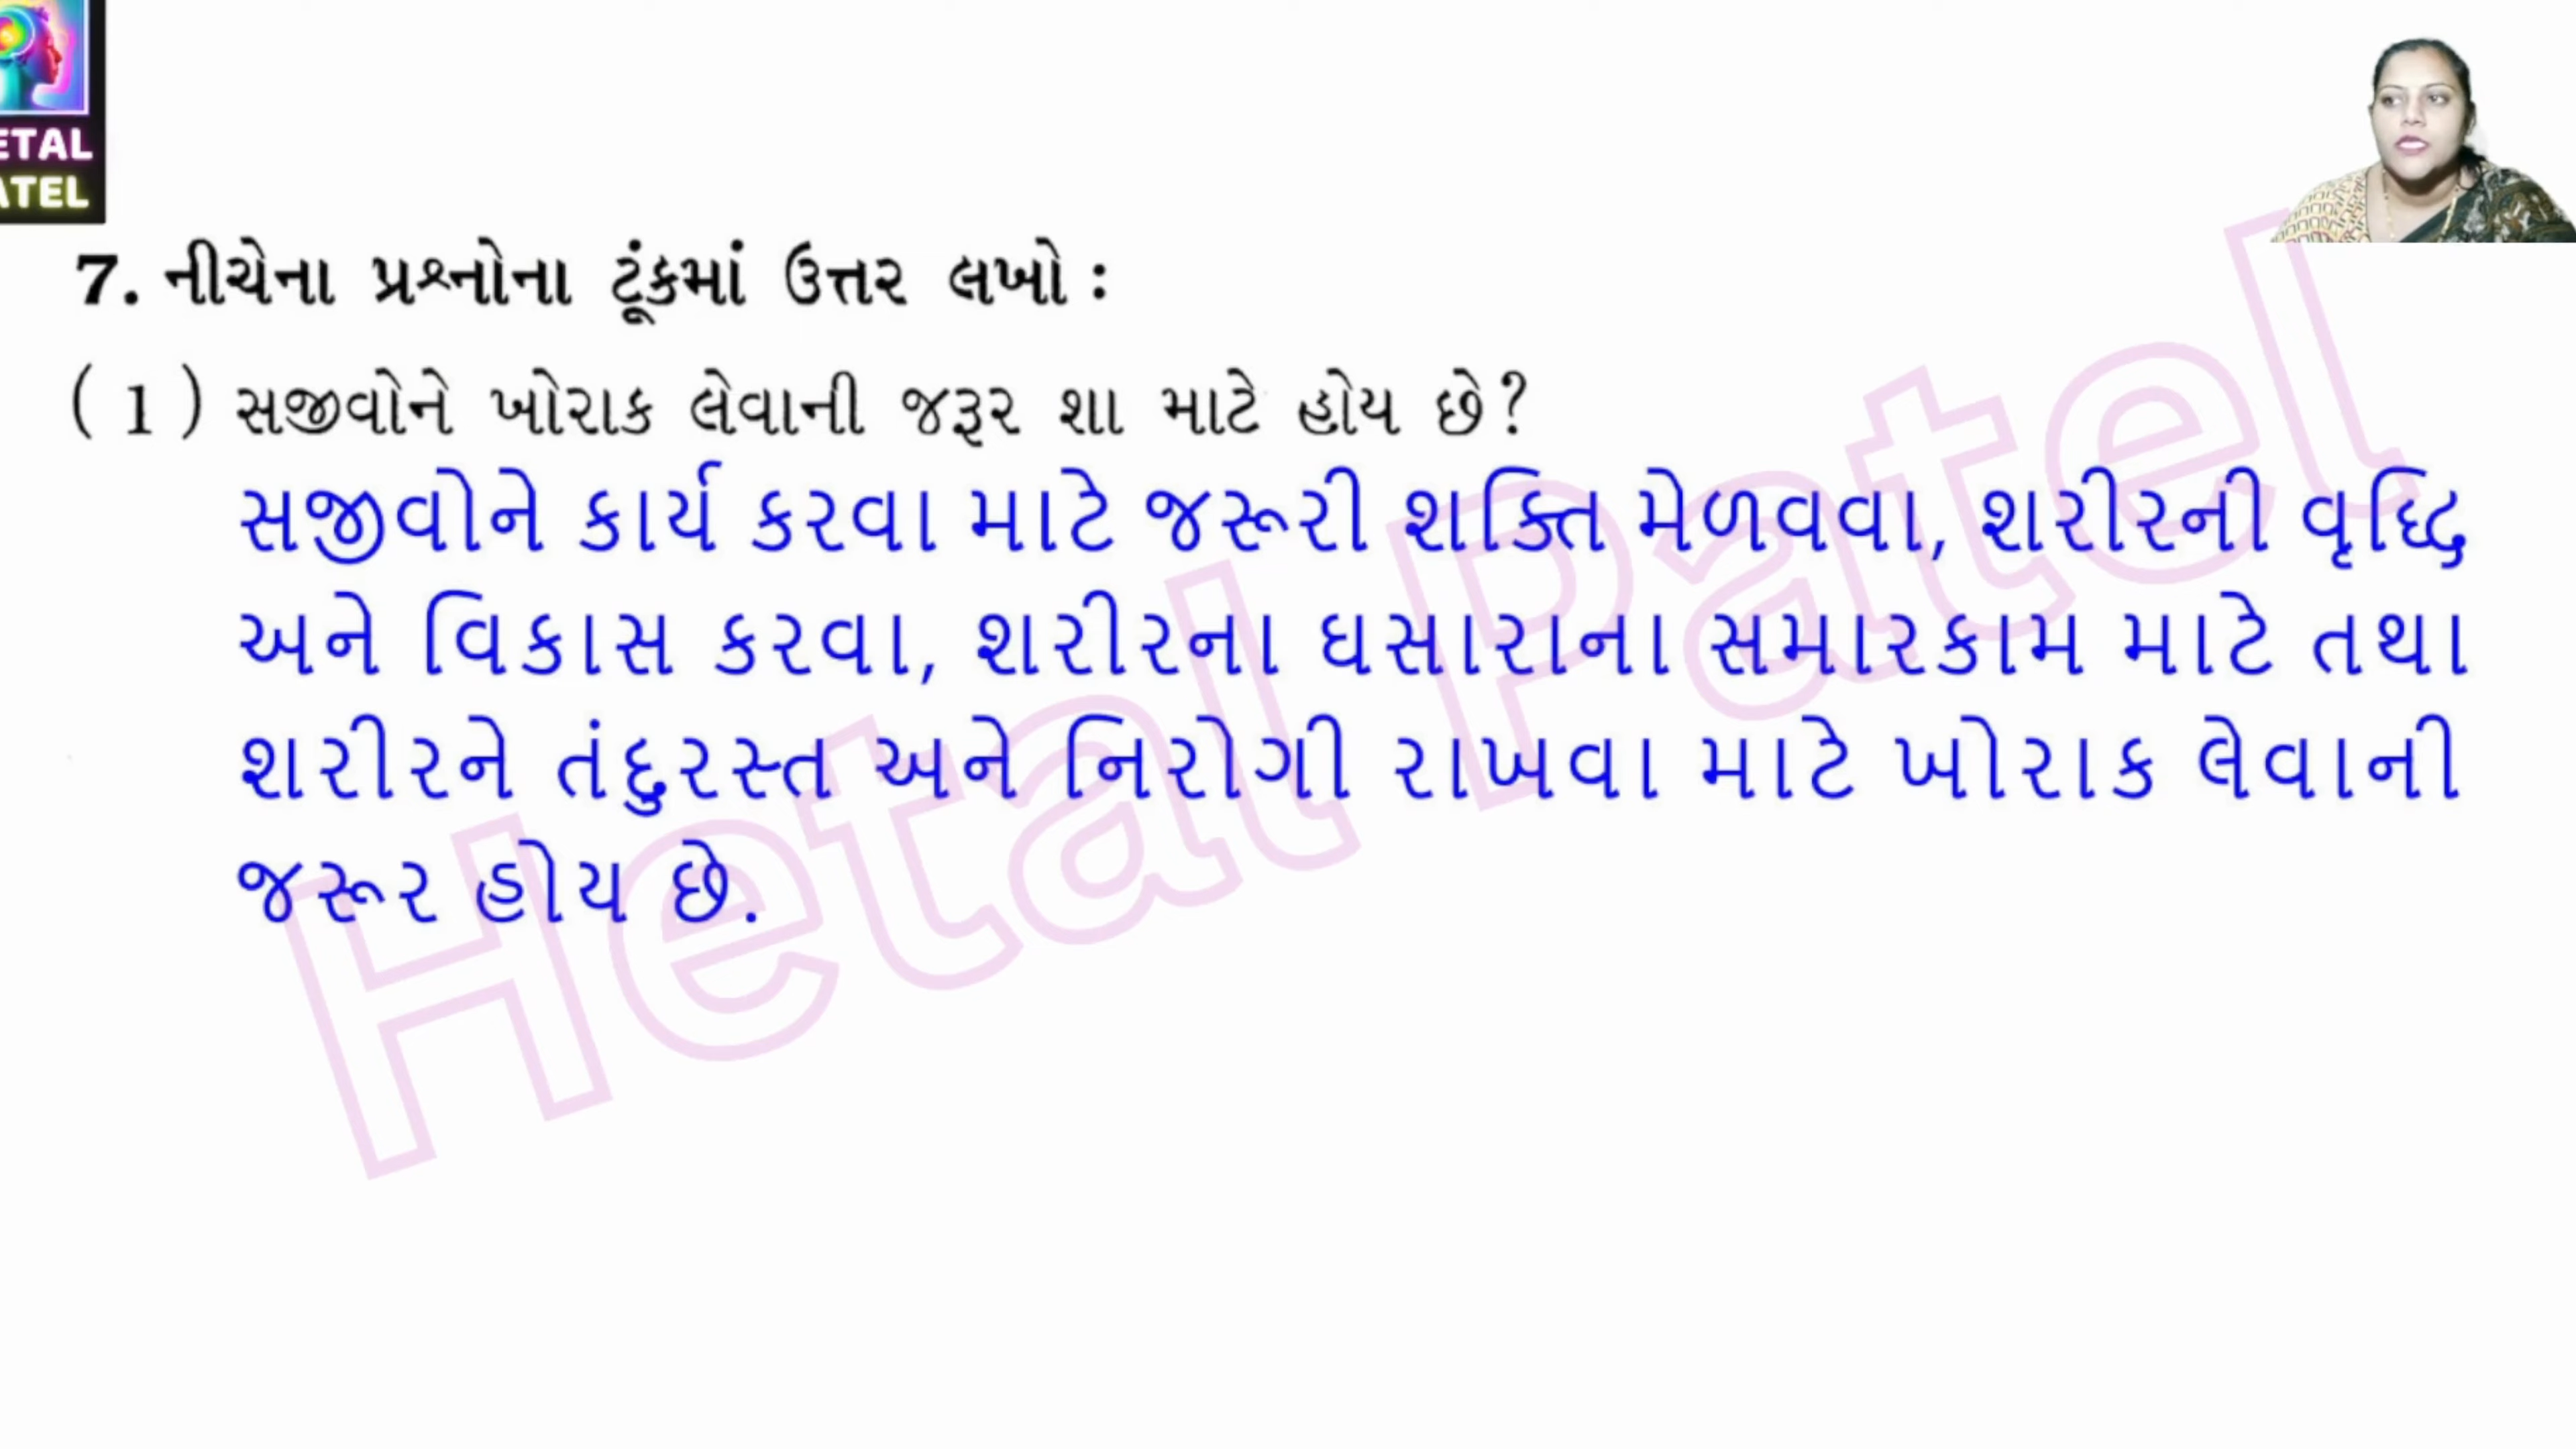 ETAL
ATEL
7. નીચેના પ્રશ્નોના ટૂંકમાં ઉત્તર લખો :
( 1 ) સજીવોને ખોરાક લેવાની જરૂર શા માટે હોય છે?
સજીવોને કાર્ય કરવા માટે જરૂરી શક્તિ મેળવવા, શરીરની વૃદ્ધિ
અને વિકાસ કરવા, શરીરના ઘસારાના સમારકામ માટે તથા
શરીરને તંદુરસ્ત અને નિરોગી રાખવા માટે ખોરાક લેવાની
જરૂર હોય છે.
Hetal Patel